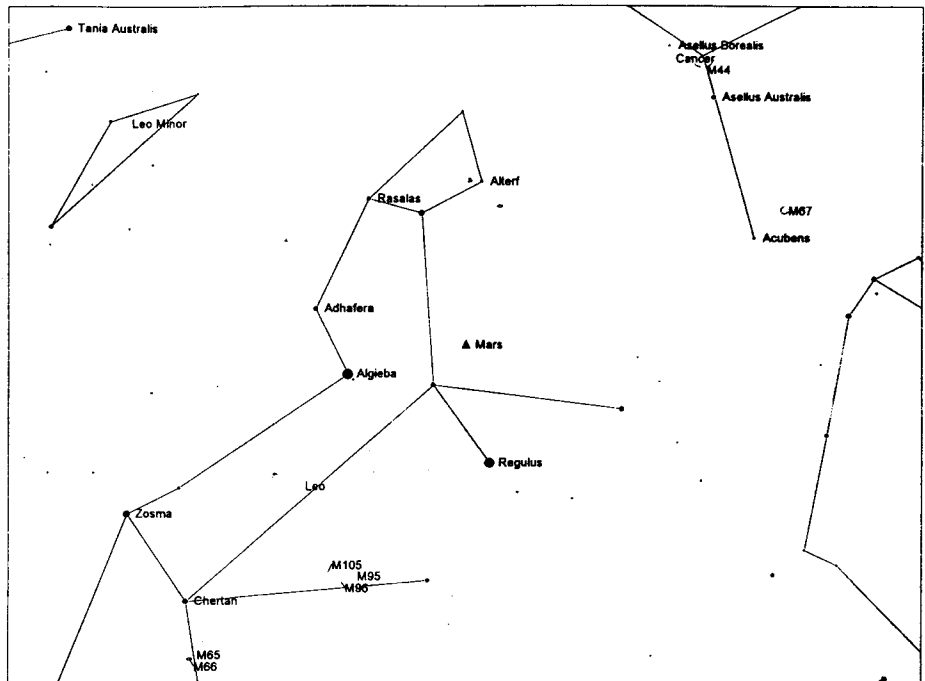 Tania Australis
Asellus Borealis
Cancer
M44
Asellus Australis
Leo Minor
Alterf
Rasalas
M67
Acubens
Adhafera
Mars
Algieba
Regulus
Leo
Zosma
M105
M95
M96
Chertan
M65
M66